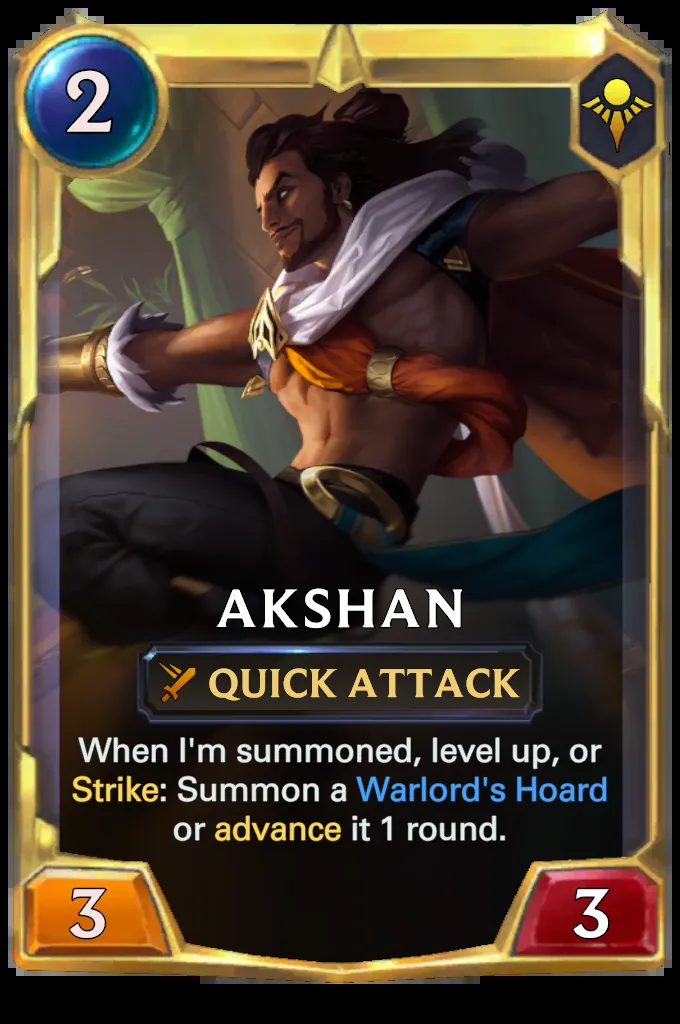 2
AKSHAN
QUICK ATTACK
When I'm summoned, level up, or
Strike: Summon a Warlord's Hoard
or advance it 1 round.
3
3